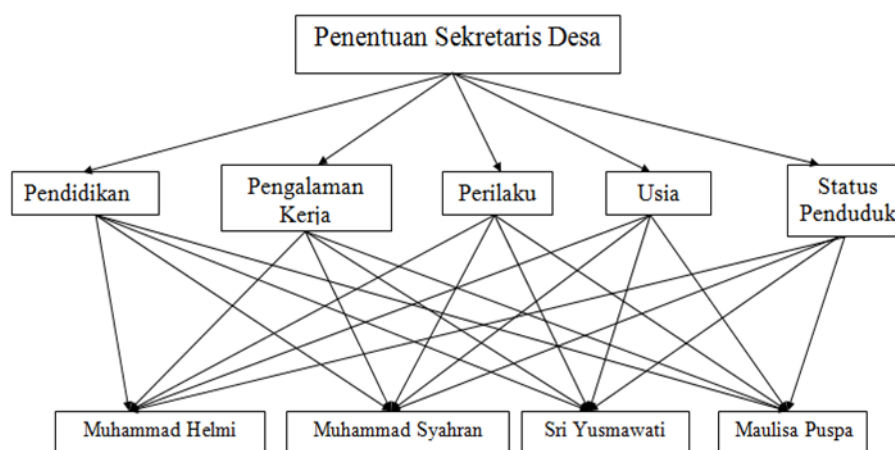 Penentuan Sekretaris Desa
Pendidikan
Pengalaman
Kerja
Perilaku
Usia
Status
Penduduk
Muhammad Helmi
Muhammad Syahran
Sri Yusmawati
Maulisa Puspa